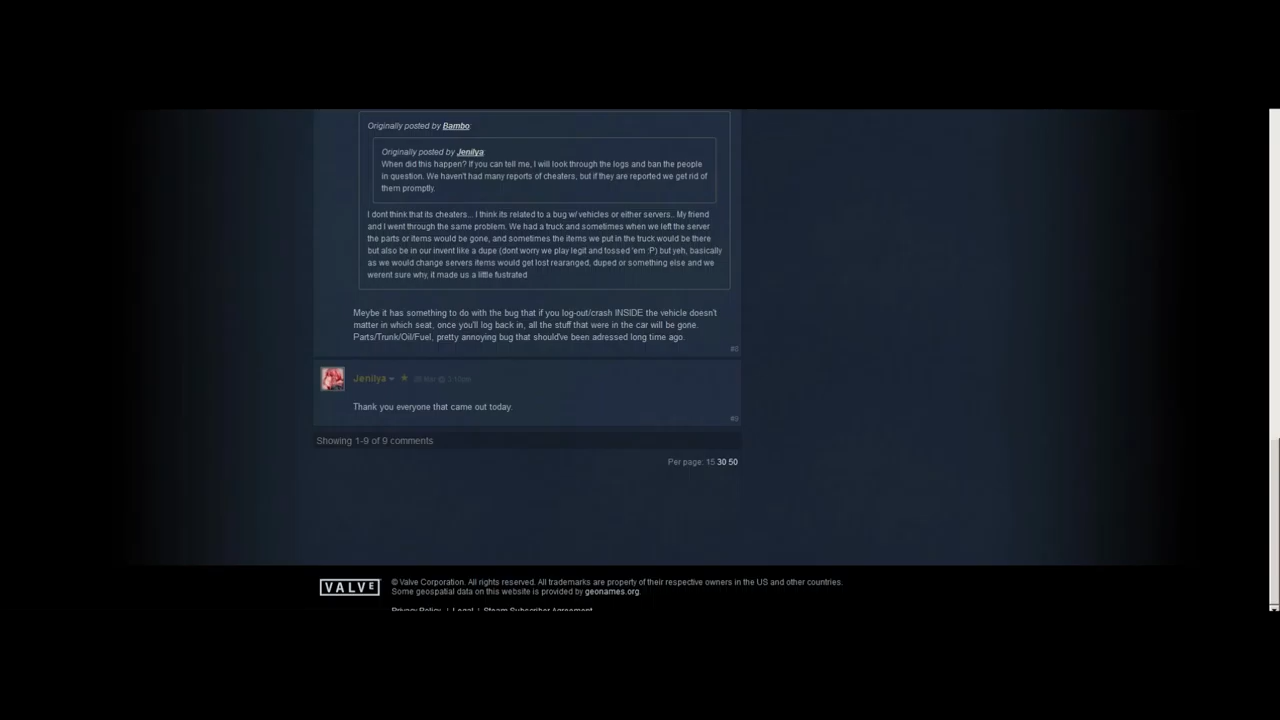 Originally posted by Bambo:
Originally posted by Jenilya
When did this happen? If you can tell me, I will look through the logs and ban the people
in question. We haven't had many reports of cheaters, but if they are reported we get rid of
them promptly.
I dont think that its cheaters... I think its related to a bug w/ vehicles or either servers.. My friend
and I went through the same problem. We had a truck and sometimes when we left the server
the parts or items would be gone, and sometimes the items we put in the truck would be there
but also be in our invent like a dupe (dont worry we play legit and tossed 'em :P) but yeh, basically
as we would change servers items would get lost rearanged, duped or something else and we
werent sure why, it made us a little fustrated
Meybe it has something to do with the bug that if you log-out/crash INSIDE the vehicle doesn't
matter in which seat, once you'll log back in, all the stuff that were in the car will be gone.
Parts/Trunk/Oil/Fuel, pretty annoying bug that should've been adressed long time ago.
#8
Jenilya
Thank you everyone that came out today.
#9
Showing 1-9 of 9 comments
Per page: 15 30 50
VALVE
© Valve Corporation. All rights reserved. All trademarks are property of their respective owners in the US and other countries.
Some geospatial data on this website is provided by geonames.org.
Privacy Policy | Legal | Steam Subscriber Agreement